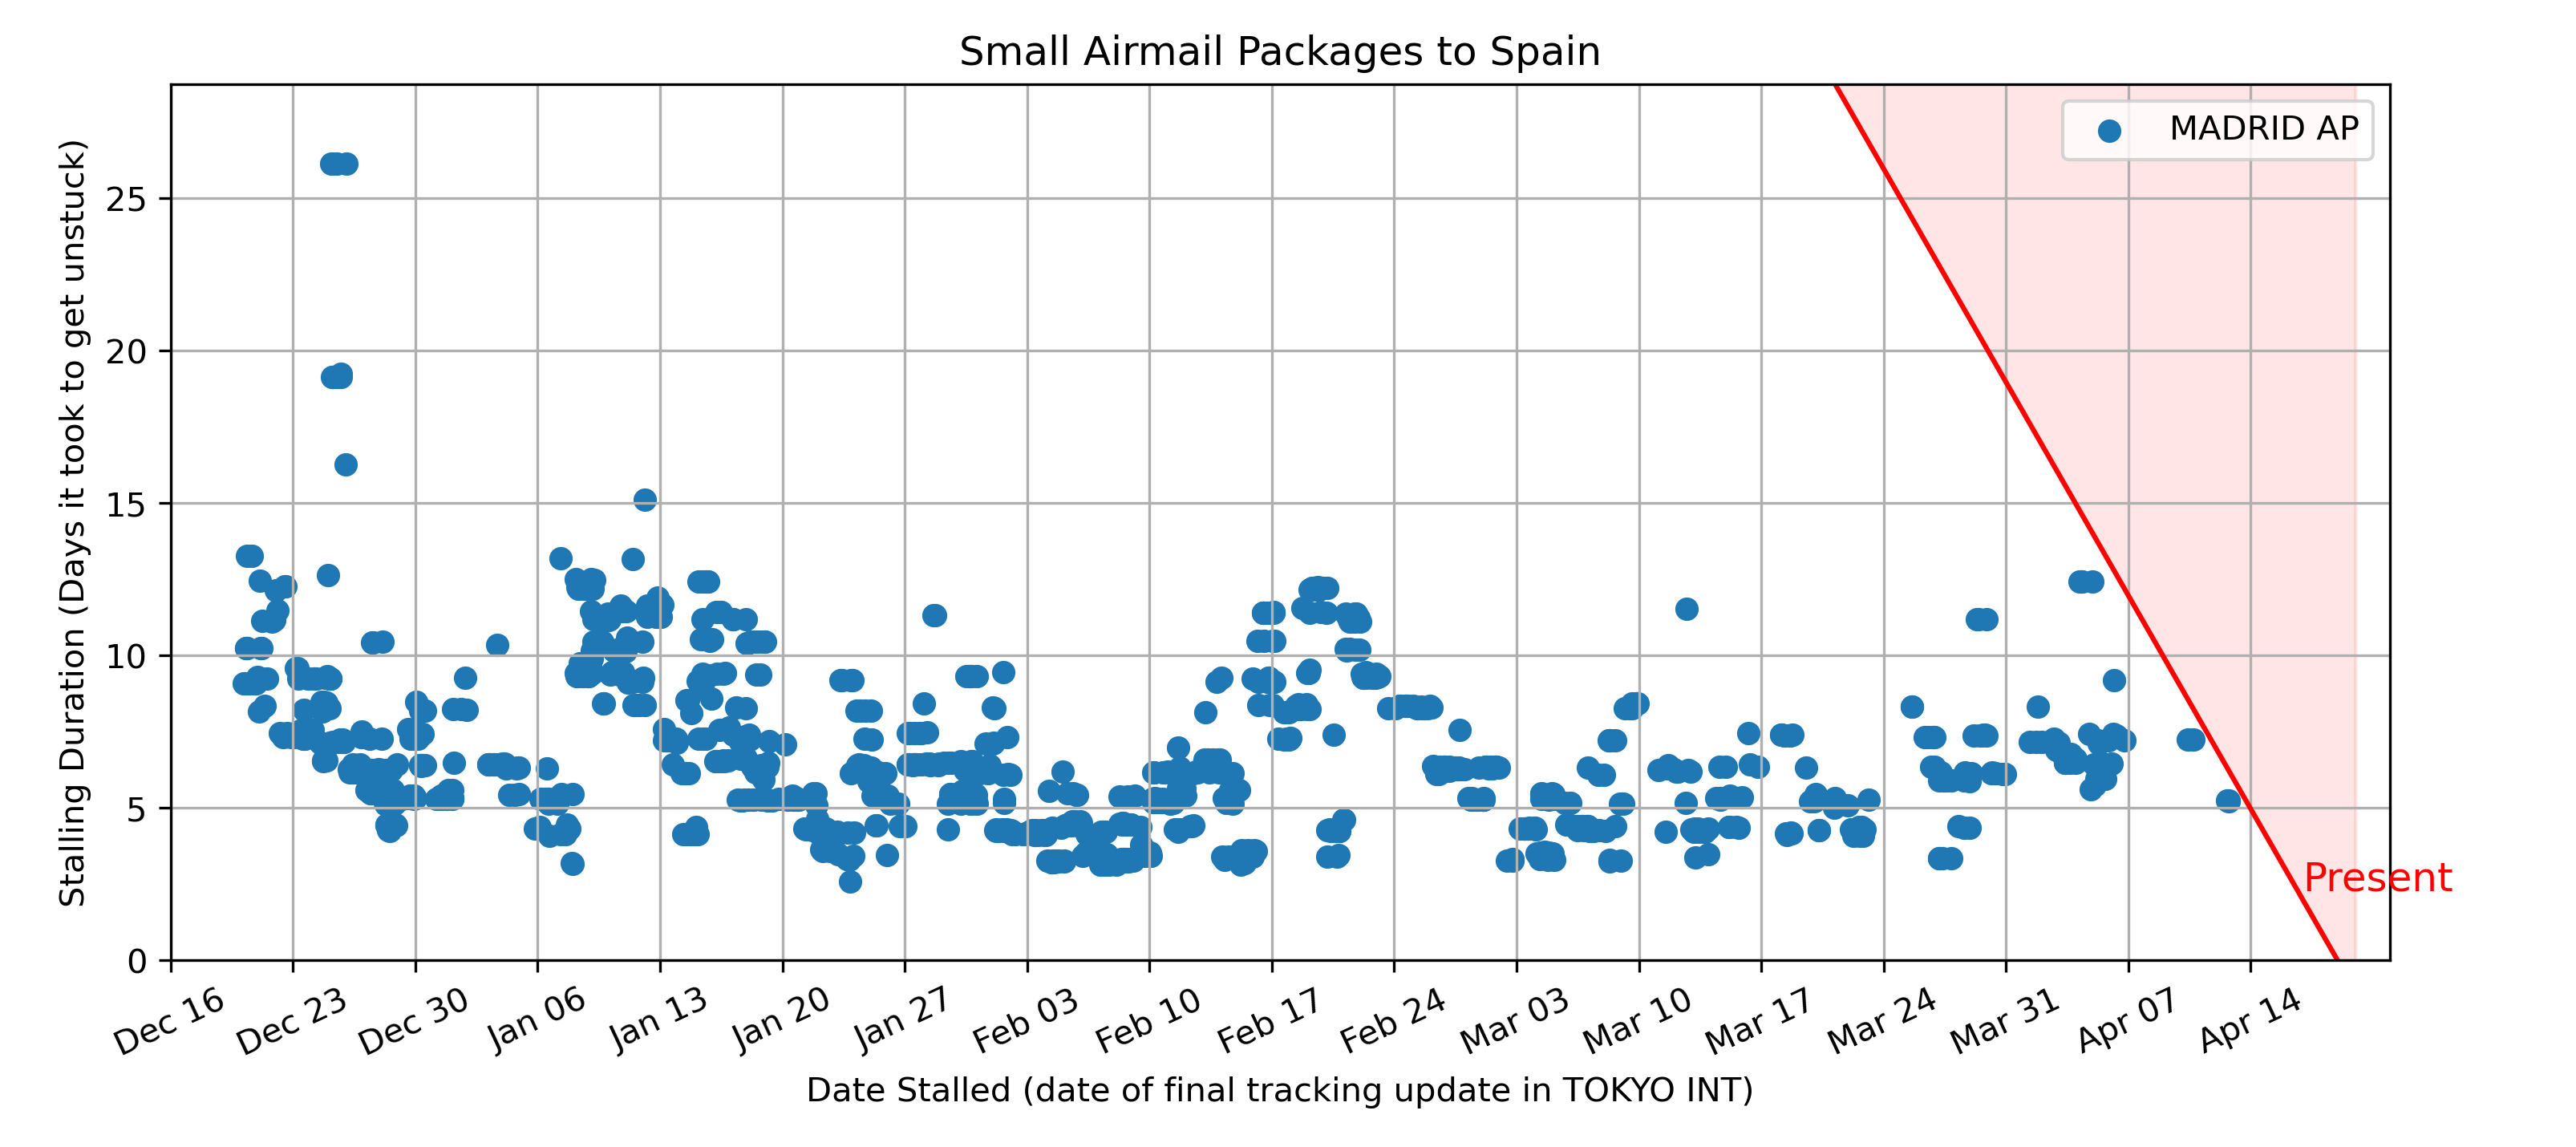 Small Airmail Packages to Spain
MADRID AP
Stalling Duration (Days it took to get unstuck)
25
20
15
10
5
0
Present
Dec 16
Dec 23
Dec 30
Jan 06
Jan 13
Jan 20
Jan 27
Feb 03
Feb 10
Feb 17
Feb 24
Mar 03
Mar 10
Mar 17
Mar 24
Mar 31
Apr 07
Apr 14
Date Stalled (date of final tracking update in TOKYO INT)